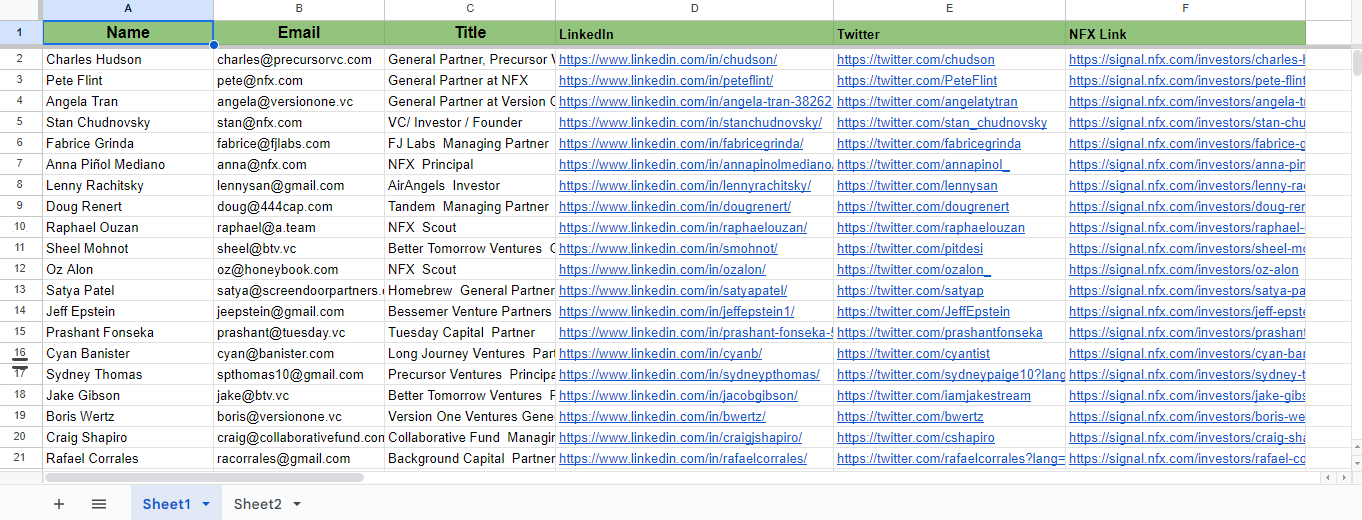 A B C D E F
1 Name Email Title LinkedIn Twitter NFX Link
2 Charles Hudson charles@precursorvc.com General Partner, Precursor V https://www.linkedin.com/in/chudson/ https://twitter.com/chudson https://signal.nfx.com/investors/charles-h
3 Pete Flint pete@nfx.com General Partner at NFX https://www.linkedin.com/in/peteflint/ https://twitter.com/PeteFlint https://signal.nfx.com/investors/pete-flint
4 Angela Tran angela@versionone.vc General Partner at Version O https://www.linkedin.com/in/angela-tran-38262 https://twitter.com/angelatytran https://signal.nfx.com/investors/angela-tr
5 Stan Chudnovsky stan@nfx.com VC/ Investor / Founder https://www.linkedin.com/in/stanchudnovsky/ https://twitter.com/stan_chudnovsky https://signal.nfx.com/investors/stan-chu
6 Fabrice Grinda fabrice@fjlabs.com FJ Labs Managing Partner https://www.linkedin.com/in/fabricegrinda/ https://twitter.com/fabricegrinda https://signal.nfx.com/investors/fabrice-g
7 Anna Piñol Mediano anna@nfx.com NFX Principal https://www.linkedin.com/in/annapinolmediano/ https://twitter.com/annapinol_ https://signal.nfx.com/investors/anna-pin
8 Lenny Rachitsky lennysan@gmail.com AirAngels Investor https://www.linkedin.com/in/lennyrachitsky/ https://twitter.com/lennysan https://signal.nfx.com/investors/lenny-rac
9 Doug Renert doug@444cap.com Tandem Managing Partner https://www.linkedin.com/in/dougrenert/ https://twitter.com/dougrenert https://signal.nfx.com/investors/doug-rer
10 Raphael Ouzan raphael@a.team NFX Scout https://www.linkedin.com/in/raphaelouzan/ https://twitter.com/raphaelouzan https://signal.nfx.com/investors/raphael-
11 Sheel Mohnot sheel@btv.vc Better Tomorrow Ventures G https://www.linkedin.com/in/smohnot/ https://twitter.com/pitdesi https://signal.nfx.com/investors/sheel-mo
12 Oz Alon oz@honeybook.com NFX Scout https://www.linkedin.com/in/ozalon/ https://twitter.com/ozalon_ https://signal.nfx.com/investors/oz-alon
13 Satya Patel satya@screendoorpartners.c Homebrew General Partner https://www.linkedin.com/in/satyapatel/ https://twitter.com/satyap https://signal.nfx.com/investors/satya-pa
14 Jeff Epstein jeepstein@gmail.com Bessemer Venture Partners https://www.linkedin.com/in/jeffepstein1/ https://twitter.com/JeffEpstein https://signal.nfx.com/investors/jeff-epste
15 Prashant Fonseka prashant@tuesday.vc Tuesday Capital Partner https://www.linkedin.com/in/prashant-fonseka-5 https://twitter.com/prashantfonseka https://signal.nfx.com/investors/prashant
16 Cyan Banister cyan@banister.com Long Journey Ventures Part https://www.linkedin.com/in/cyanb/ https://twitter.com/cyantist https://signal.nfx.com/investors/cyan-bar
17 Sydney Thomas spthomas10@gmail.com Precursor Ventures Principa https://www.linkedin.com/in/sydneypthomas/ https://twitter.com/sydneypaige10?lang https://signal.nfx.com/investors/sydney-t
18 Jake Gibson jake@btv.vc Better Tomorrow Ventures F https://www.linkedin.com/in/jacobgibson/ https://twitter.com/iamjakestream https://signal.nfx.com/investors/jake-gibs
19 Boris Wertz boris@versionone.vc Version One Ventures Gene https://www.linkedin.com/in/bwertz/ https://twitter.com/bwertz https://signal.nfx.com/investors/boris-we
20 Craig Shapiro craig@collaborativefund.com Collaborative Fund Managin https://www.linkedin.com/in/craigjshapiro/ https://twitter.com/cshapiro https://signal.nfx.com/investors/craig-sha
21 Rafael Corrales racorrales@gmail.com Background Capital Partner https://www.linkedin.com/in/rafaelcorrales/ https://twitter.com/rafaelcorrales?lang= https://signal.nfx.com/investors/rafael-co
Sheet1 Sheet2